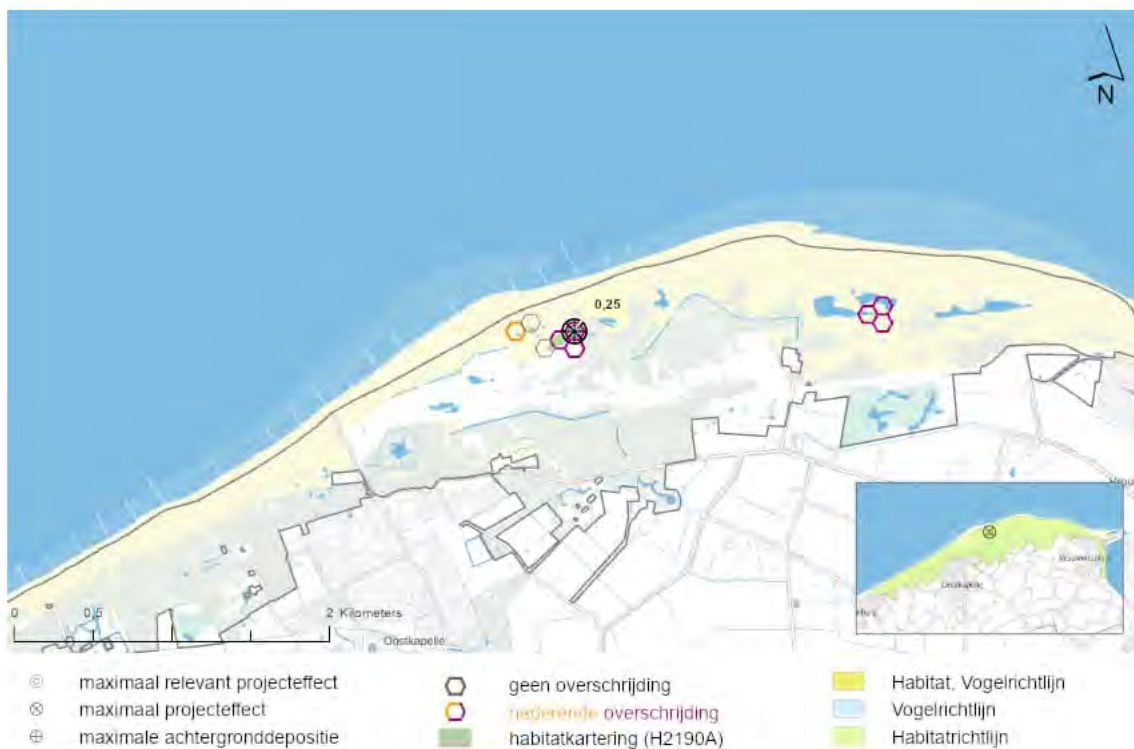 N
0,25
0 0,5 2 Kilometers
Oostkapelle
Oostkapelle
maximaal relevant projecteffect
maximaal projecteffect
maximale achtergronddepositie
geen overschrijding
naderende overschrijding
habitatkartering (H2190A)
Habitat, Vogelrichtlijn
Vogelrichtlijn
Habitatrichtlijn